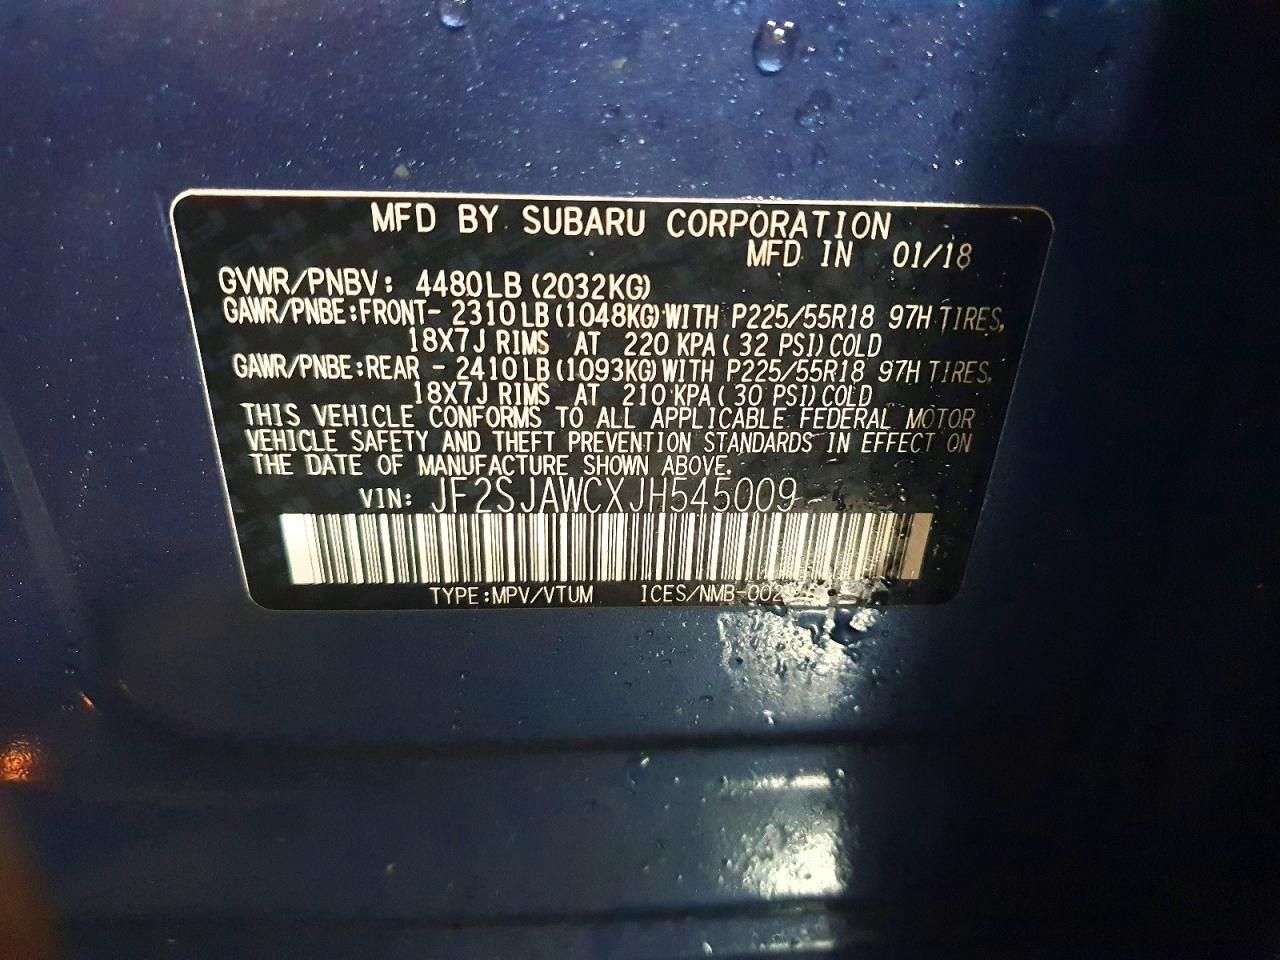 MFD BY SUBARU CORPORATION
MFD IN 01/18
GVWR/PNBV: 4480LB (2032KG)
GAWR/PNBE:FRONT- 2310LB (1048KG) WITH P225/55R18 97H TIRES,
18X7J RIMS AT 220 KPA ( 32 PSI) COLD
GAWR/PNBE:REAR - 2410LB (1093KG) WITH P225/55R18 97H TIRES,
18X7J RIMS AT 210 KPA ( 30 PSI) COLD
THIS VEHICLE CONFORMS TO ALL APPLICABLE FEDERAL MOTOR
VEHICLE SAFETY AND THEFT PREVENTION STANDARDS IN EFFECT ON
THE DATE OF MANUFACTURE SHOWN ABOVE.
VIN: JF2SJAWCXJH545009
TYPE:MPV/VTUM